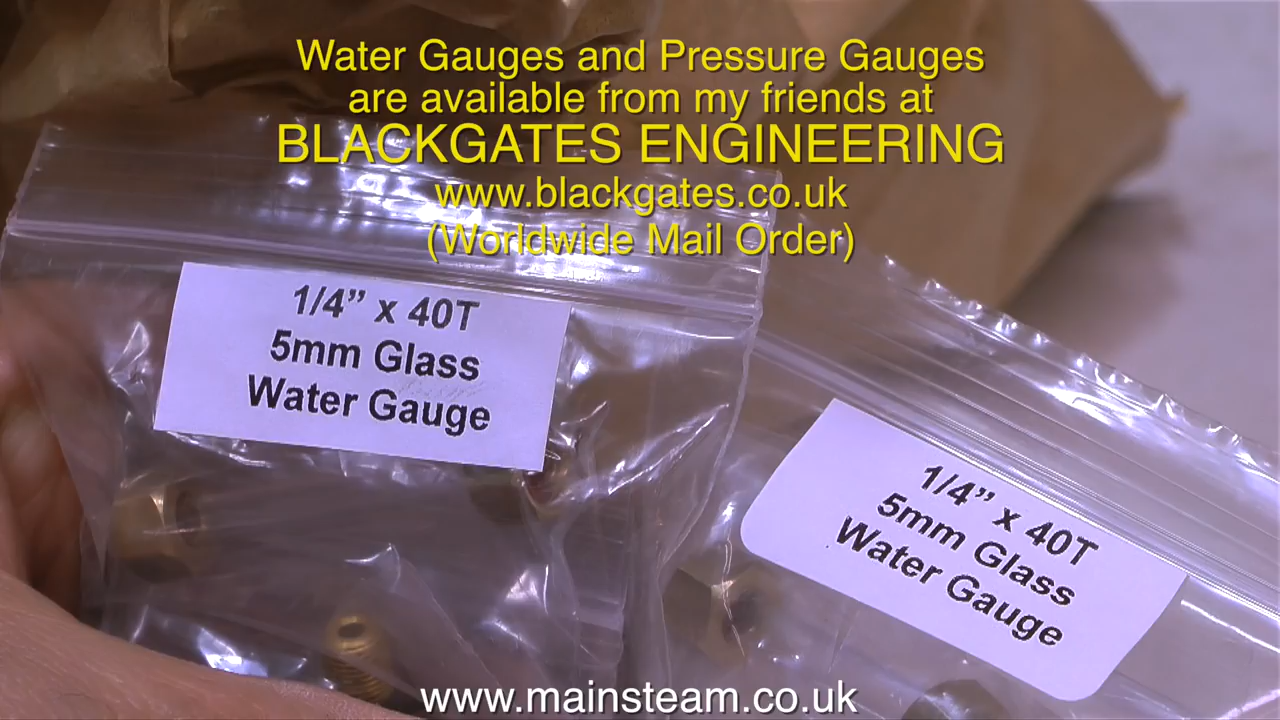 Water Gauges and Pressure Gauges
are available from my friends at
BLACKGATES ENGINEERING
www.blackgates.co.uk
(Worldwide Mail Order)
1/4” x 40T
5mm Glass
Water Gauge
1/4” x 40T
5mm Glass
Water Gauge
www.mainsteam.co.uk